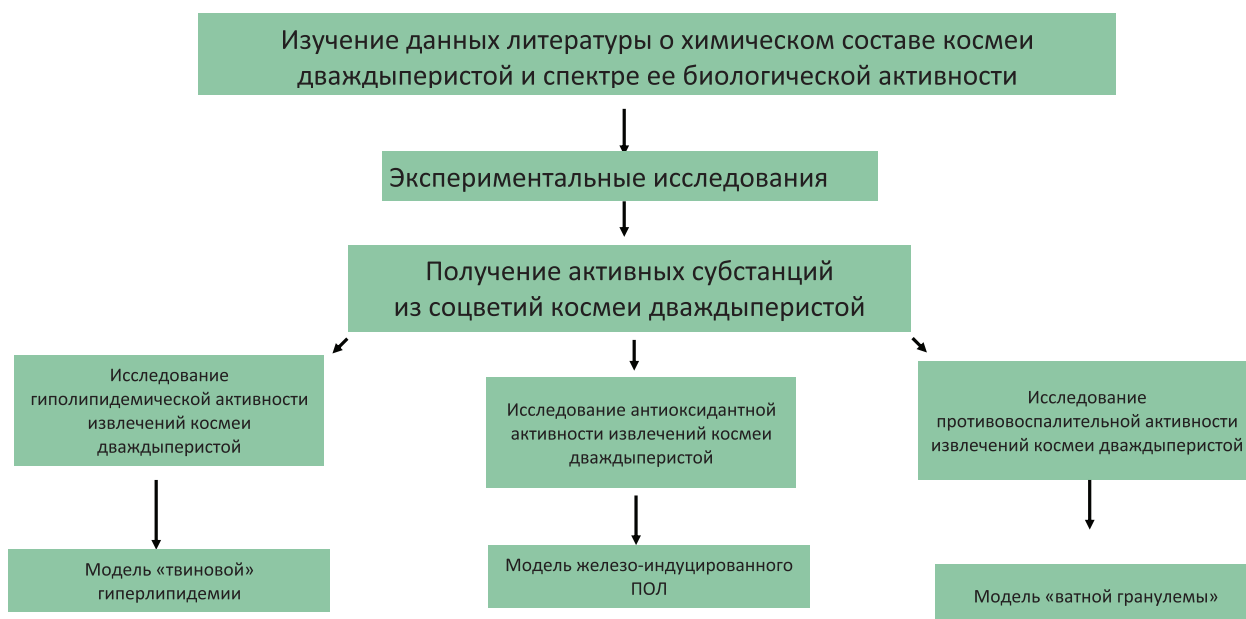 Изучение данных литературы о химическом составе космеи
дваждыперистой и спектре ее биологической активности
Экспериментальные исследования
Получение активных субстанций
из соцветий космеи дваждыперистой
Исследование
гиполипидемической активности
извлечений космеи
дваждыперистой
Исследование антиоксидантной
активности извлечений космеи
дваждыперистой
Исследование
противовоспалительной активности
извлечений космеи дваждыперистой
Модель «твиновой»
гиперлипидемии
Модель железо-индуцированного
ПОЛ
Модель «ватной гранулемы»